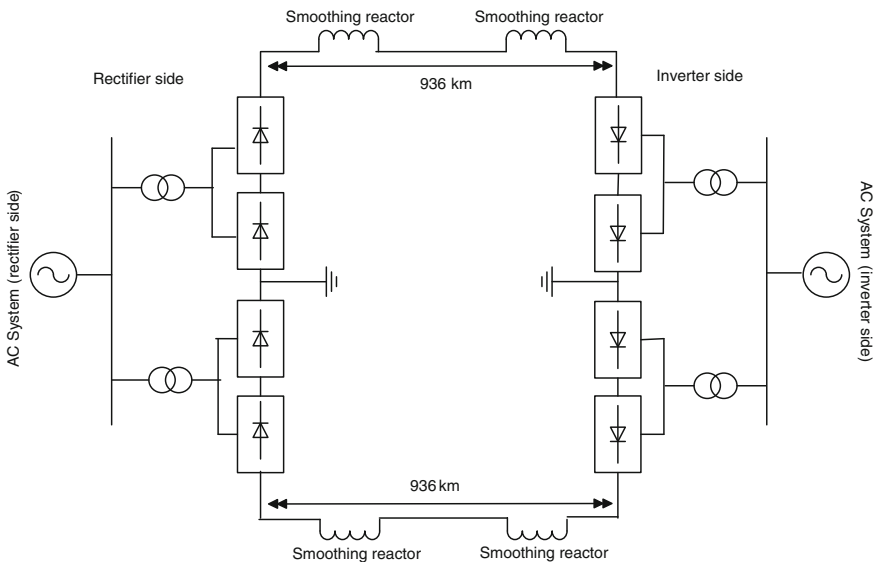 Smoothing reactor
Smoothing reactor
Rectifier side
936 km
Inverter side
AC System (rectifier side)
AC System (inverter side)
936 km
Smoothing reactor
Smoothing reactor